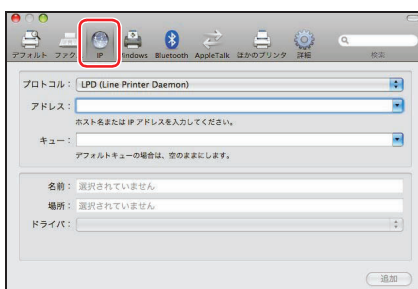 デフォルト ファク IP Windows Bluetooth AppleTalk ほかのプリンタ 詳細 検索
プロトコル： LPD (Line Printer Daemon)
アドレス：
ホスト名または IP アドレスを入力してください。
キュー：
デフォルトキューの場合は、空のままにします。
名前： 選択されていません
場所： 選択されていません
ドライバ：
追加